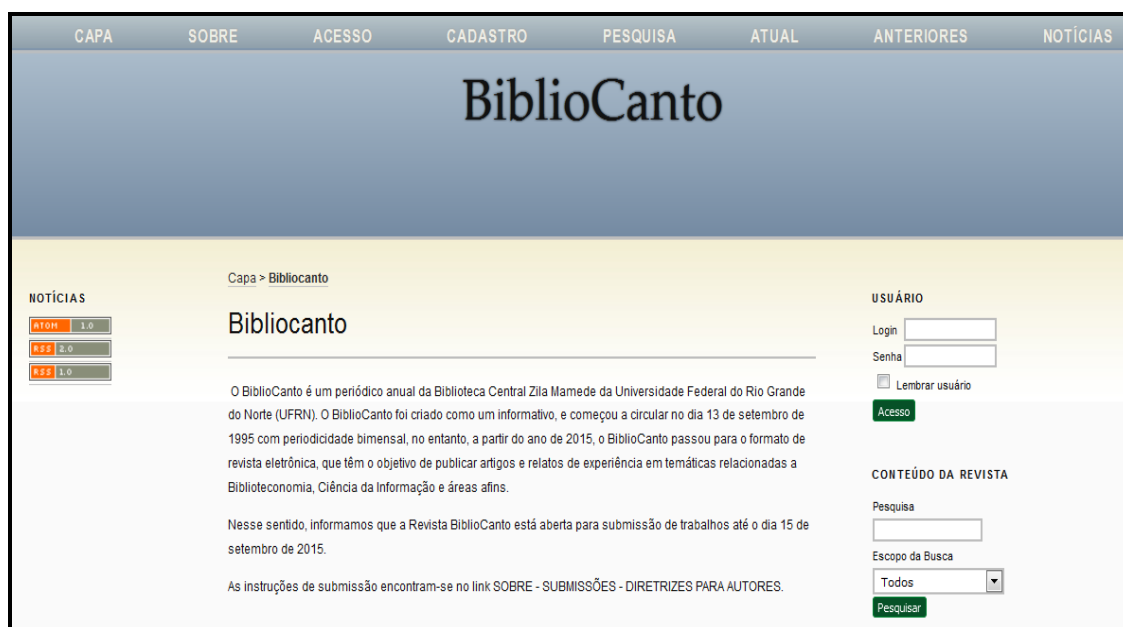 CAPA SOBRE ACESSO CADASTRO PESQUISA ATUAL ANTERIORES NOTÍCIAS
BiblioCanto
NOTÍCIAS
ATOM 1.0
RSS 2.0
RSS 1.0
Capa > Bibliocanto
Bibliocanto
O BiblioCanto é um periódico anual da Biblioteca Central Zila Mamede da Universidade Federal do Rio Grande
do Norte (UFRN). O BiblioCanto foi criado como um informativo, e começou a circular no dia 13 de setembro de
1995 com periodicidade bimensal, no entanto, a partir do ano de 2015, o BiblioCanto passou para o formato de
revista eletrônica, que têm o objetivo de publicar artigos e relatos de experiência em temáticas relacionadas a
Biblioteconomia, Ciência da Informação e áreas afins.
Nesse sentido, informamos que a Revista BiblioCanto está aberta para submissão de trabalhos até o dia 15 de
setembro de 2015.
As instruções de submissão encontram-se no link SOBRE - SUBMISSÕES - DIRETRIZES PARA AUTORES.
USUÁRIO
Login
Senha
Lembrar usuário
Acesso
CONTEÚDO DA REVISTA
Pesquisa
Escopo da Busca
Todos
Pesquisar